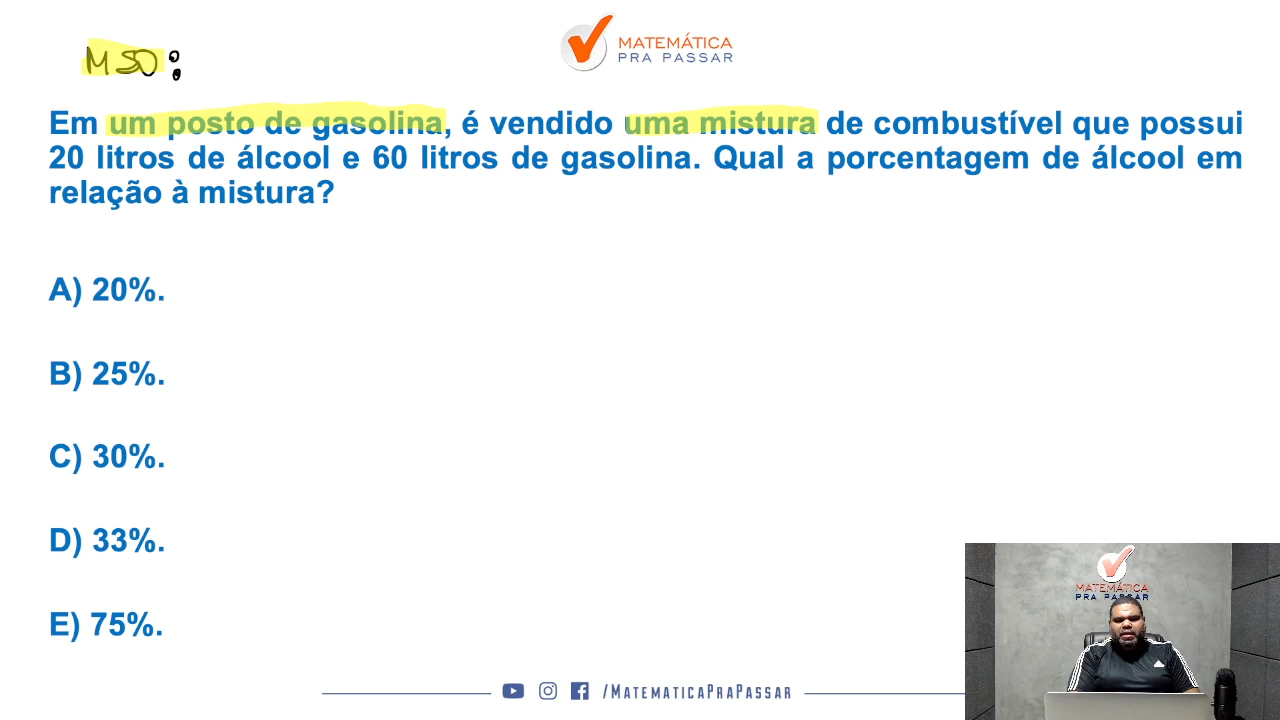 MATEMÁTICA
PRA PASSAR
MSO:
Em um posto de gasolina, é vendido uma mistura de combustível que possui
20 litros de álcool e 60 litros de gasolina. Qual a porcentagem de álcool em
relação à mistura?
A) 20%.
B) 25%.
C) 30%.
D) 33%.
E) 75%.
MATEMÁTICA
PRA PASSAR
/MATEMATICAPRAPASSAR